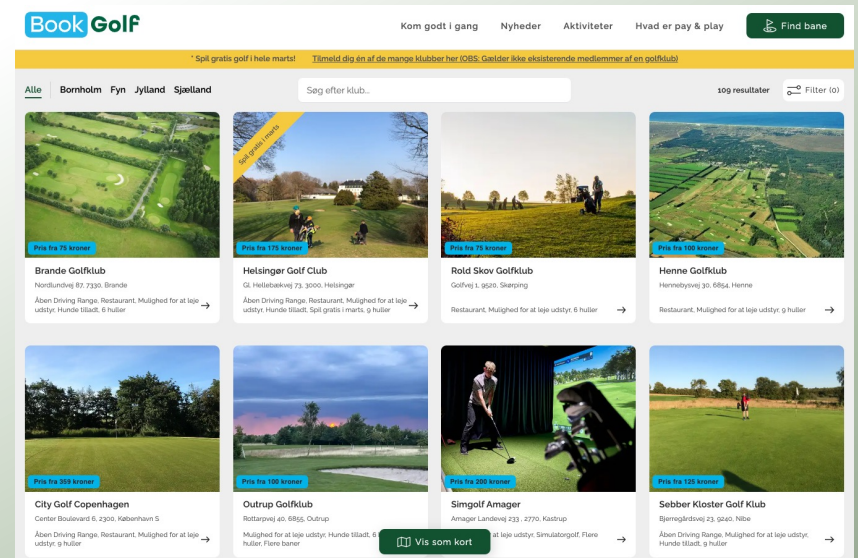 Book Golf
Kom godt i gang
Nyheder
Aktiviteter
Hvad er pay & play
Find bane
* Spil gratis golf i hele marts!
Tilmeld dig én af de mange klubber her (OBS: Gælder ikke eksisterende medlemmer af en golfklub)
Alle
Bornholm
Fyn
Jylland
Sjælland
Søg efter klub...
109 resultater
Filter (0)
Pris fra 75 kroner
Brande Golfklub
Nordlundvej 87, 7330, Brande
Åben Driving Range, Restaurant, Mulighed for at leje
udstyr, Hunde tilladt, 6 huller
Spil gratis i marts
Pris fra 175 kroner
Helsingør Golf Club
Gl. Hellebækvej 73, 3000, Helsingør
Åben Driving Range, Restaurant, Mulighed for at leje
udstyr, Hunde tilladt, Spil gratis i marts, 9 huller
Pris fra 75 kroner
Rold Skov Golfklub
Golfvej 1, 9520, Skørping
Restaurant, Mulighed for at leje udstyr, 6 huller
Pris fra 100 kroner
Henne Golfklub
Hennebysvej 30, 6854, Henne
Restaurant, Mulighed for at leje udstyr, 9 huller
Pris fra 359 kroner
City Golf Copenhagen
Center Boulevard 6, 2300, København S
Åben Driving Range, Restaurant, Mulighed for at leje
udstyr, 9 huller
Pris fra 100 kroner
Outrup Golfklub
Rottarpvej 40, 6855, Outrup
Mulighed for at leje udstyr, Hunde tilladt, 6
huller, Flere baner
Pris fra 200 kroner
Simgolf Amager
Amager Landevej 233 , 2770, Kastrup
at leje udstyr, Simulatorgolf, Flere
Pris fra 125 kroner
Sebber Kloster Golf Klub
Bjerregårdsvej 23, 9240, Nibe
Åben Driving Range, Mulighed for at leje udstyr,
Hunde tilladt, 9 huller
Vis som kort